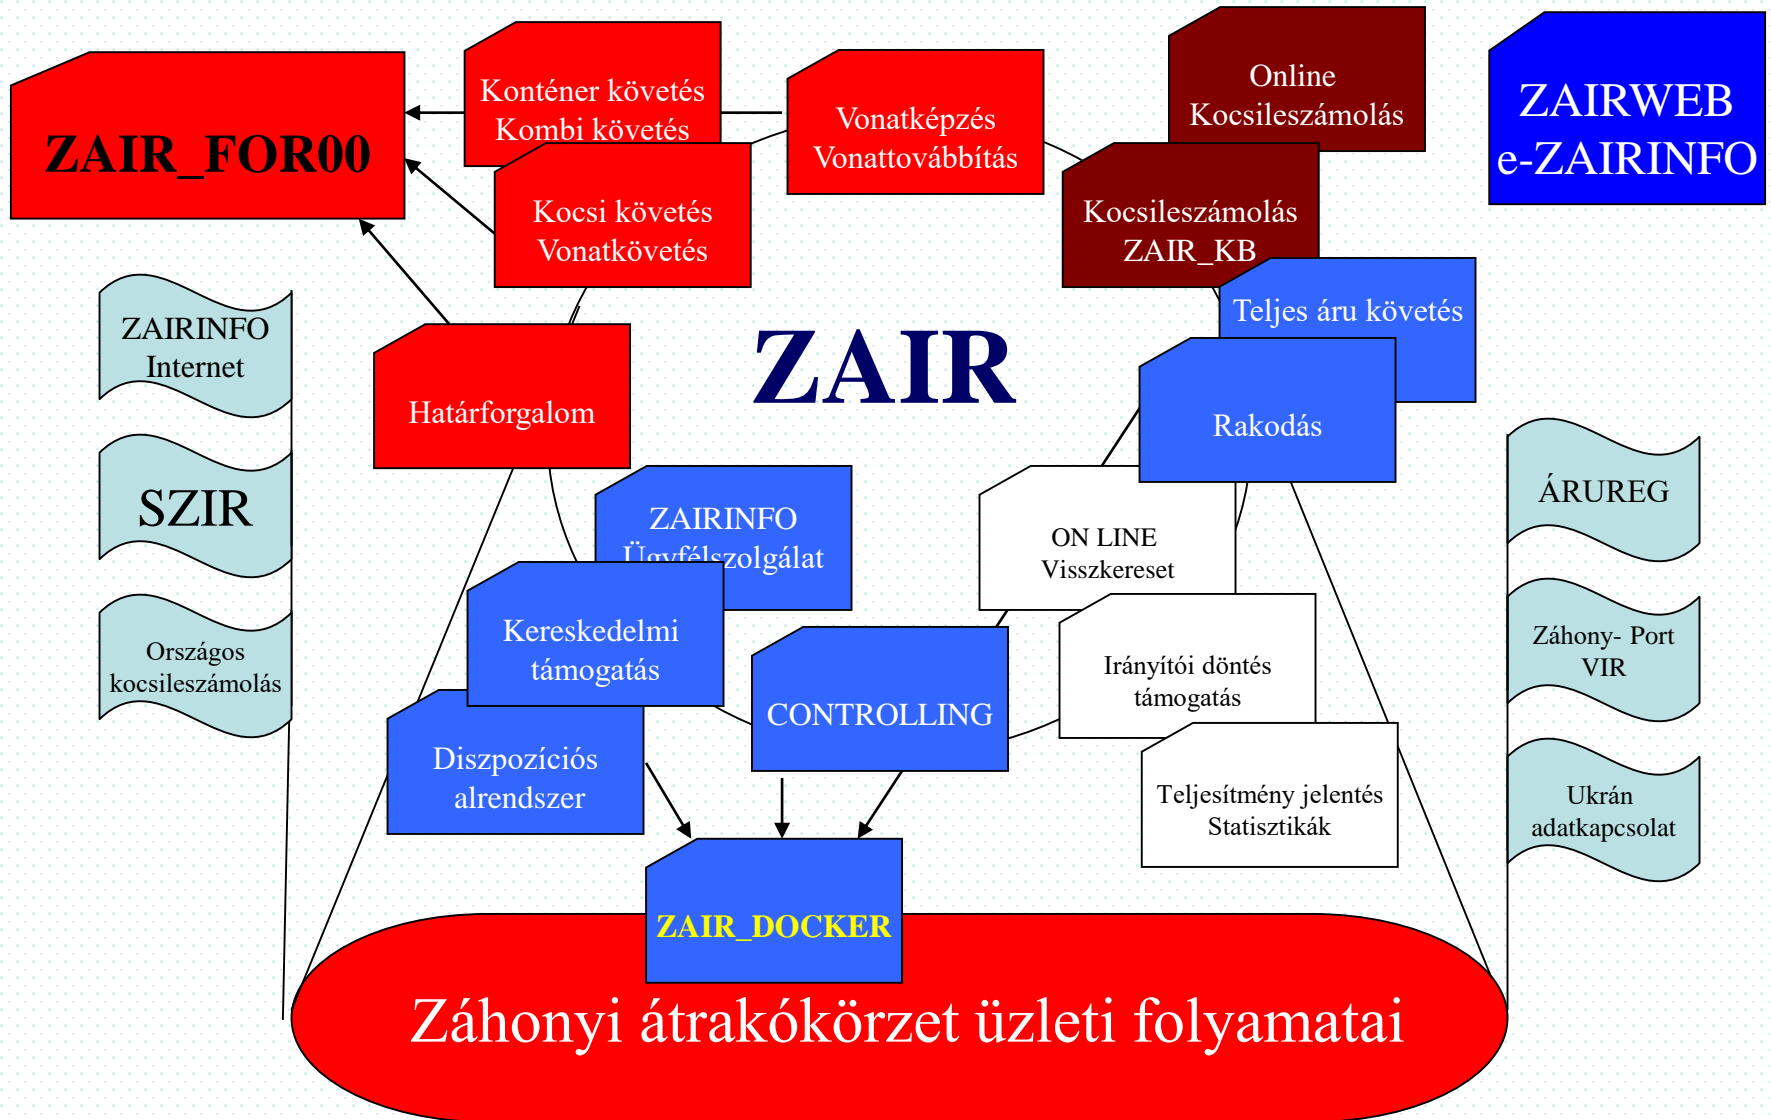 ZAIR_FOR00
Konténer követés
Kombi követés
Vonatképzés
Vonattovábbítás
Online
Kocsileszámolás
ZAIRWEB
e-ZAIRINFO
Kocsi követés
Vonatkövetés
Kocsileszámolás
ZAIR_KB
Teljes áru követés
ZAIRINFO
Internet
ZAIR
Határforgalom
Rakodás
SZIR
ZAIRINFO
Ügyfélszolgálat
ON LINE
Visszkereset
ÁRUREG
Országos
kocsileszámolás
Kereskedelmi
támogatás
CONTROLLING
Irányítói döntés
támogatás
Záhony- Port
VIR
Diszpozíciós
alrendszer
Teljesítmény jelentés
Statisztikák
Ukrán
adatkapcsolat
ZAIR_DOCKER
Záhonyi átrakókörzet üzleti folyamatai